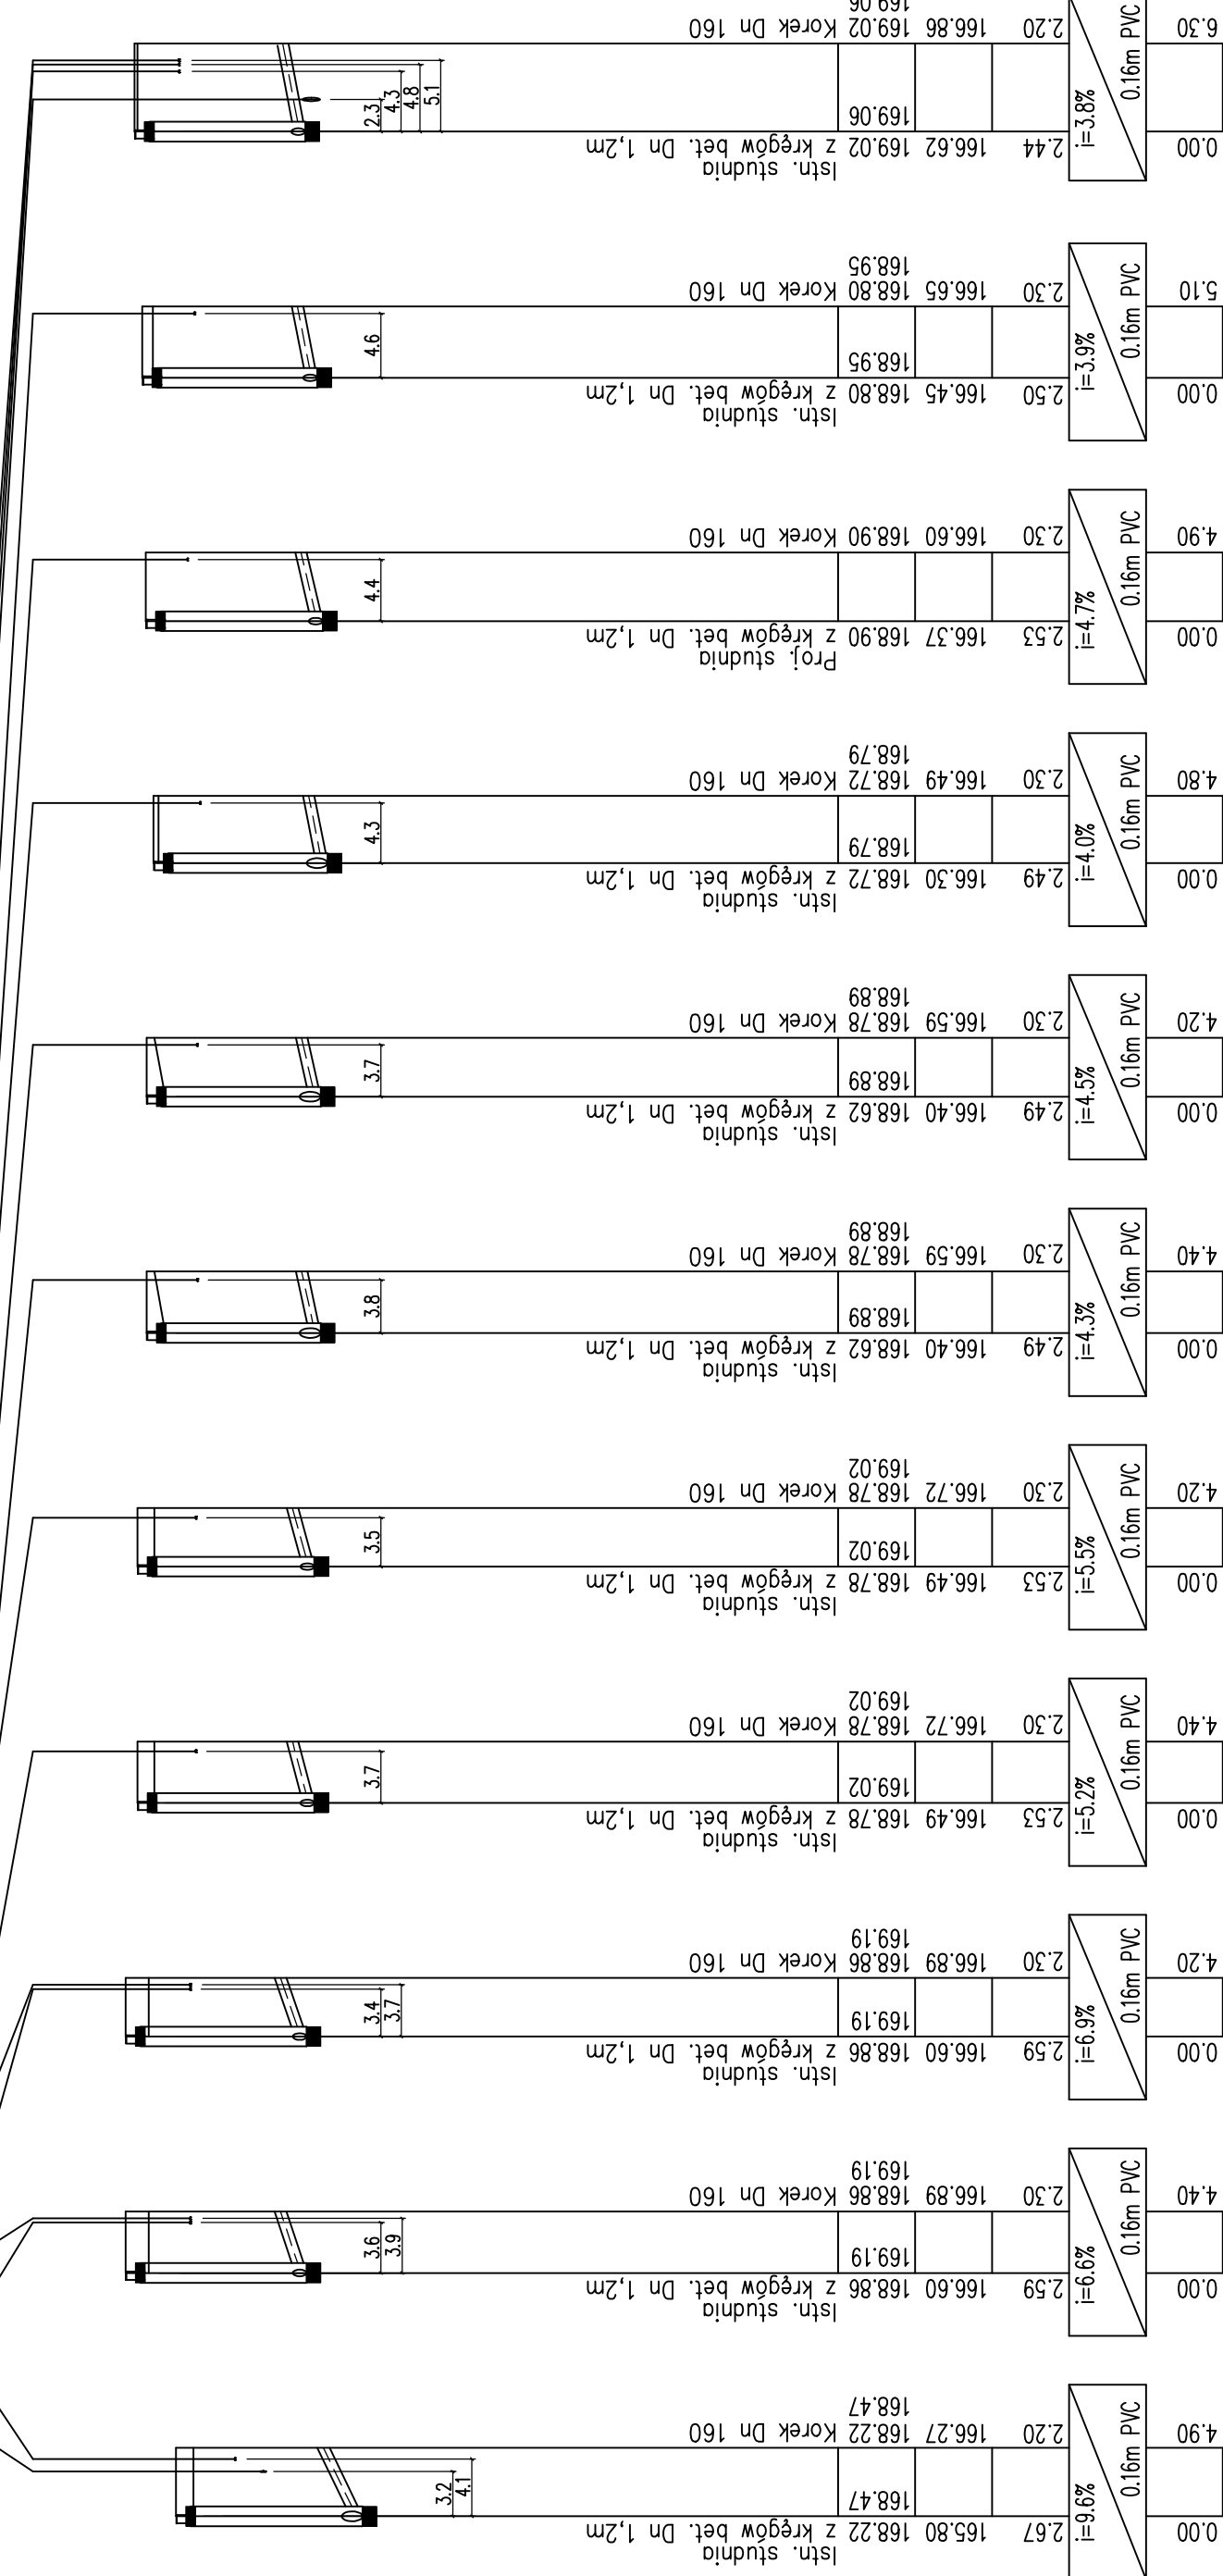 Istn. studnia
0.00 2.67 165.80 168.22 z kręgów bet. Dn 1,2m
i=9.6%
168.47
0.16m PVC
3.2
4.1
4.90 2.20 166.27 168.22 Korek Dn 160
168.47
Istn. studnia
0.00 2.59 166.60 168.86 z kręgów bet. Dn 1,2m
i=6.6%
169.19
0.16m PVC
3.6
3.9
4.40 2.30 166.89 168.86 Korek Dn 160
169.19
Istn. studnia
0.00 2.59 166.60 168.86 z kręgów bet. Dn 1,2m
i=6.9%
169.19
0.16m PVC
3.4
3.7
4.20 2.30 166.89 168.86 Korek Dn 160
169.19
Istn. studnia
0.00 2.53 166.49 168.78 z kręgów bet. Dn 1,2m
i=5.2%
169.02
0.16m PVC
3.7
4.40 2.30 166.72 168.78 Korek Dn 160
169.02
Istn. studnia
0.00 2.53 166.49 168.78 z kręgów bet. Dn 1,2m
i=5.5%
169.02
0.16m PVC
3.5
4.20 2.30 166.72 168.78 Korek Dn 160
169.02
Istn. studnia
0.00 2.49 166.40 168.62 z kręgów bet. Dn 1,2m
i=4.3%
168.89
0.16m PVC
3.8
4.40 2.30 166.59 168.78 Korek Dn 160
168.89
Istn. studnia
0.00 2.49 166.40 168.62 z kręgów bet. Dn 1,2m
i=4.5%
168.89
0.16m PVC
3.7
4.20 2.30 166.59 168.78 Korek Dn 160
168.89
Istn. studnia
0.00 2.49 166.30 168.72 z kręgów bet. Dn 1,2m
i=4.0%
168.79
0.16m PVC
4.3
4.80 2.30 166.49 168.72 Korek Dn 160
168.79
Proj. studnia
0.00 2.53 166.37 168.90 z kręgów bet. Dn 1,2m
i=4.7%
0.16m PVC
4.4
4.90 2.30 166.60 168.90 Korek Dn 160
Istn. studnia
0.00 2.50 166.45 168.80 z kręgów bet. Dn 1,2m
i=3.9%
168.95
0.16m PVC
4.6
5.10 2.30 166.65 168.80 Korek Dn 160
168.95
Istn. studnia
0.00 2.44 166.62 169.02 z kręgów bet. Dn 1,2m
i=3.8%
169.06
0.16m PVC
2.3
4.3
4.8
5.1
6.30 2.20 166.86 169.02 Korek Dn 160
169.06